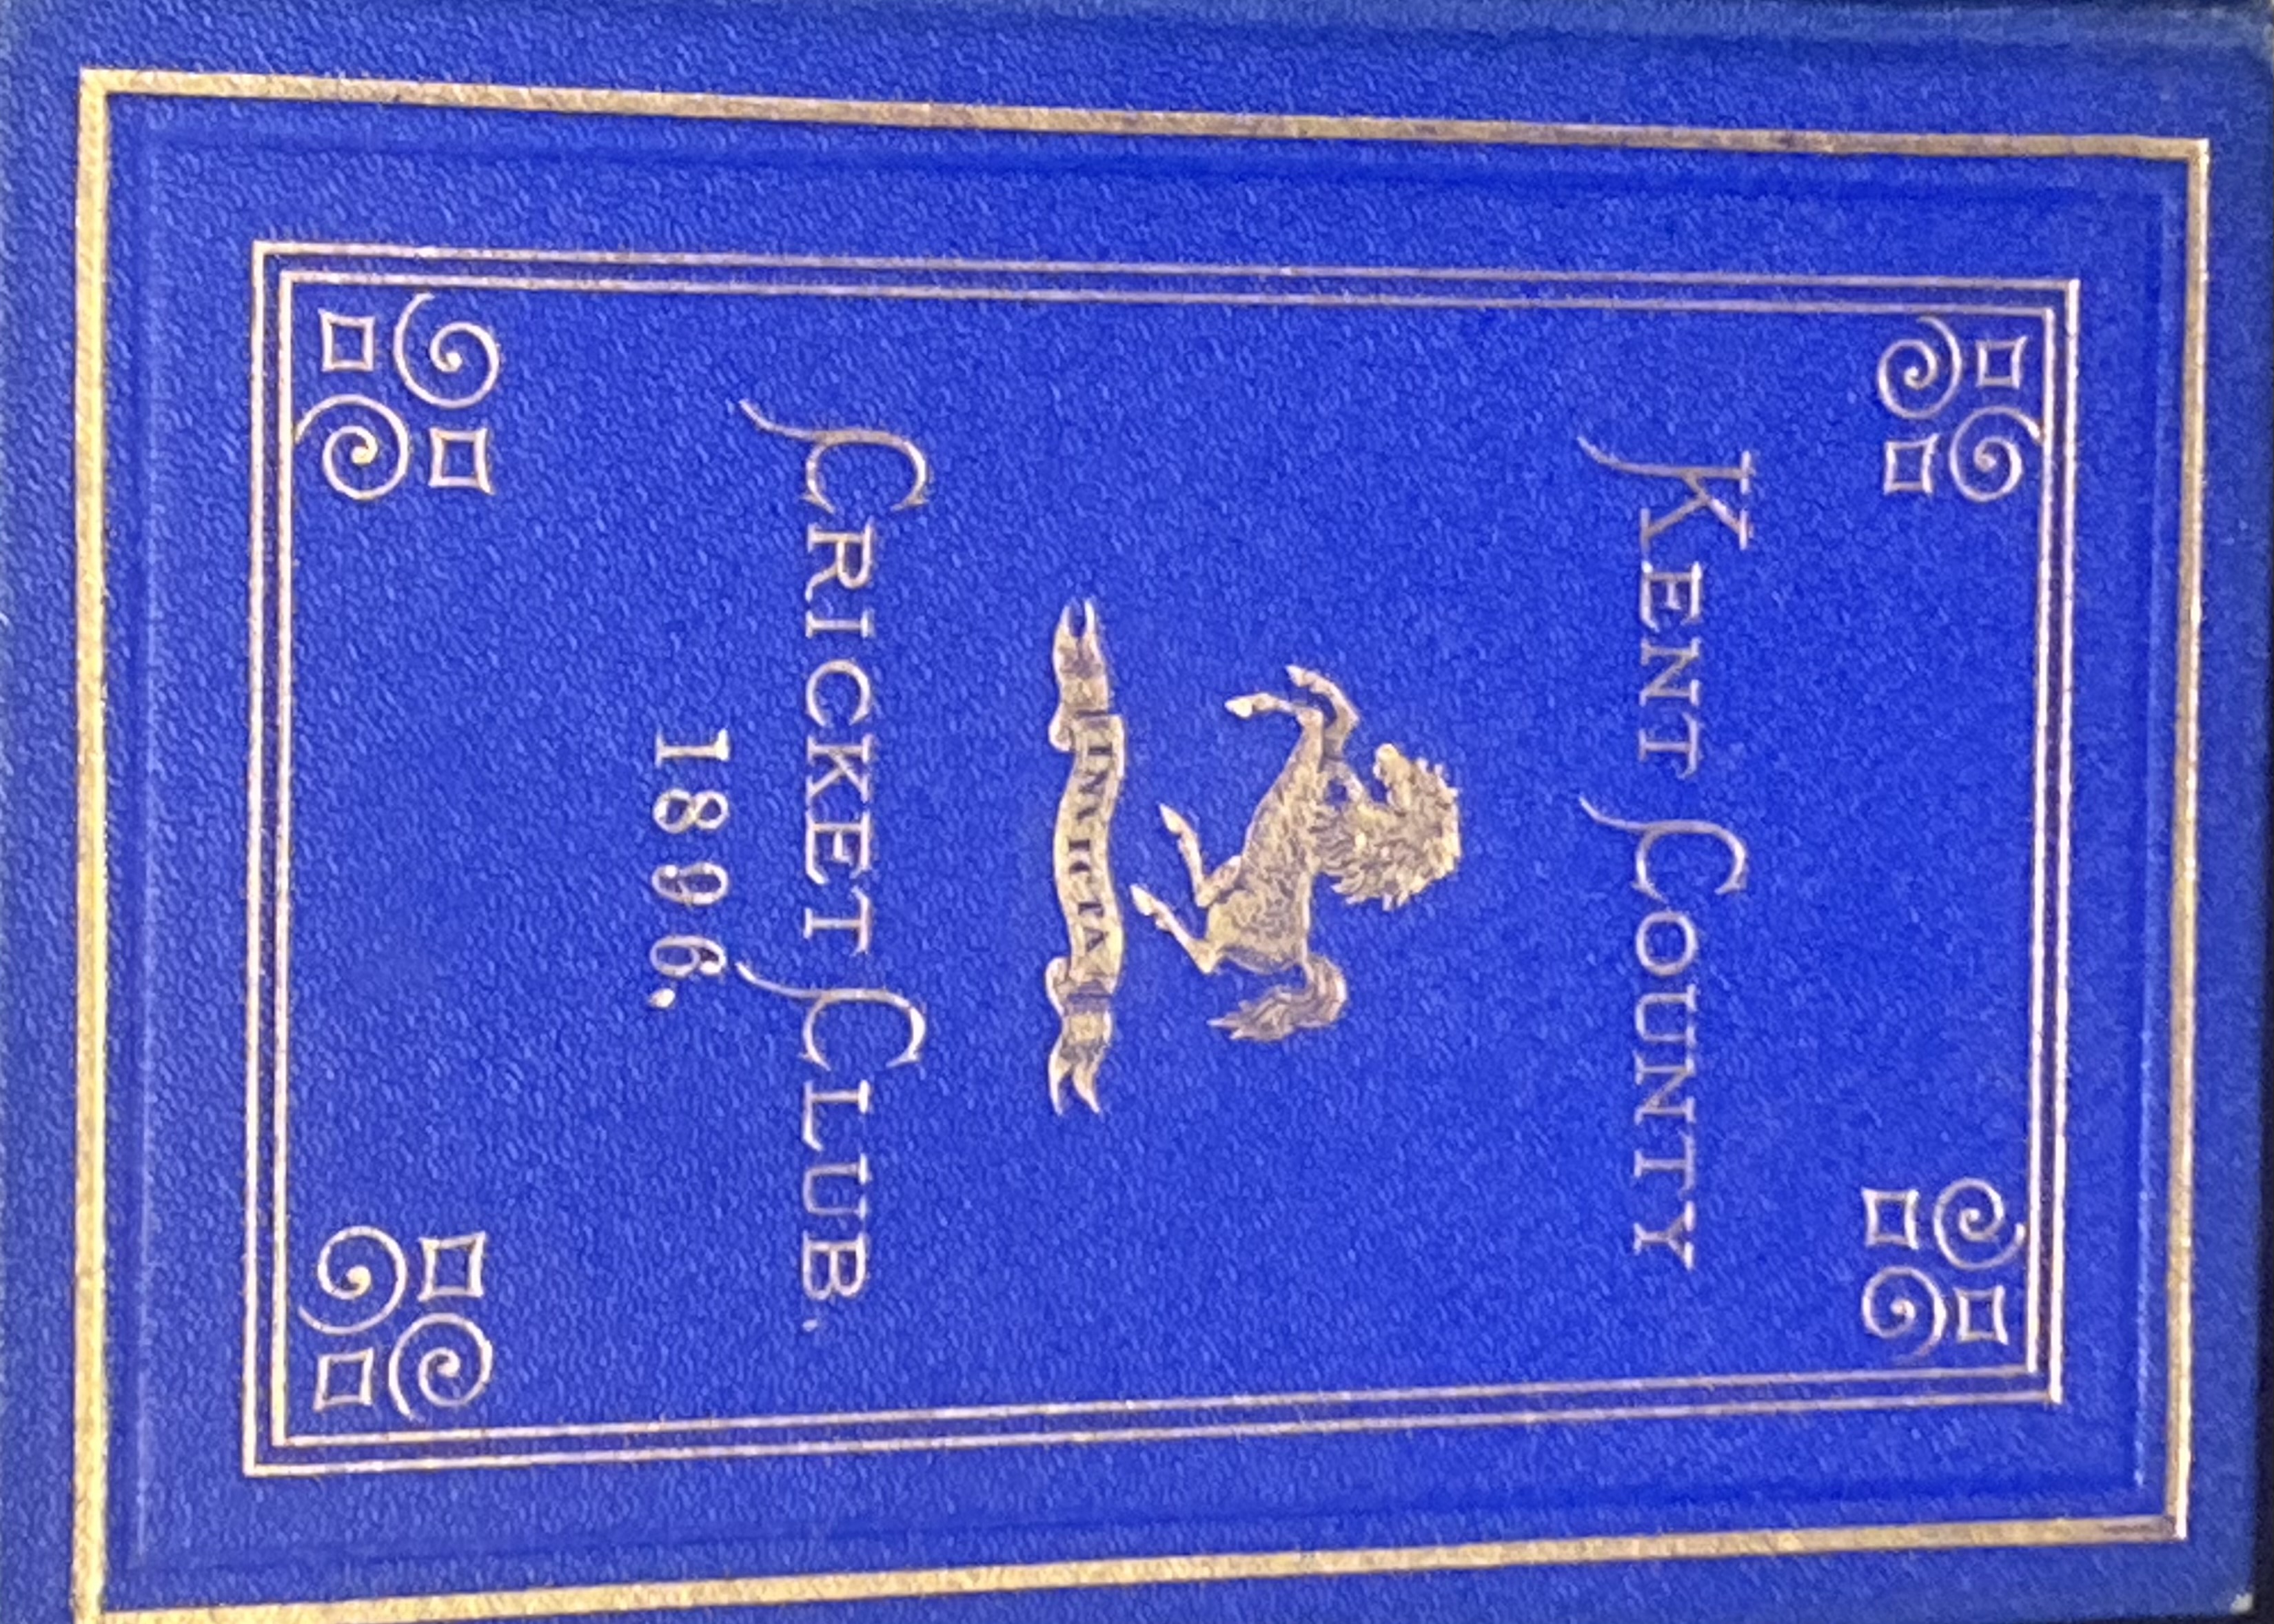 KENT COUNTY
INVICTA
CRICKET CLUB.
1896.